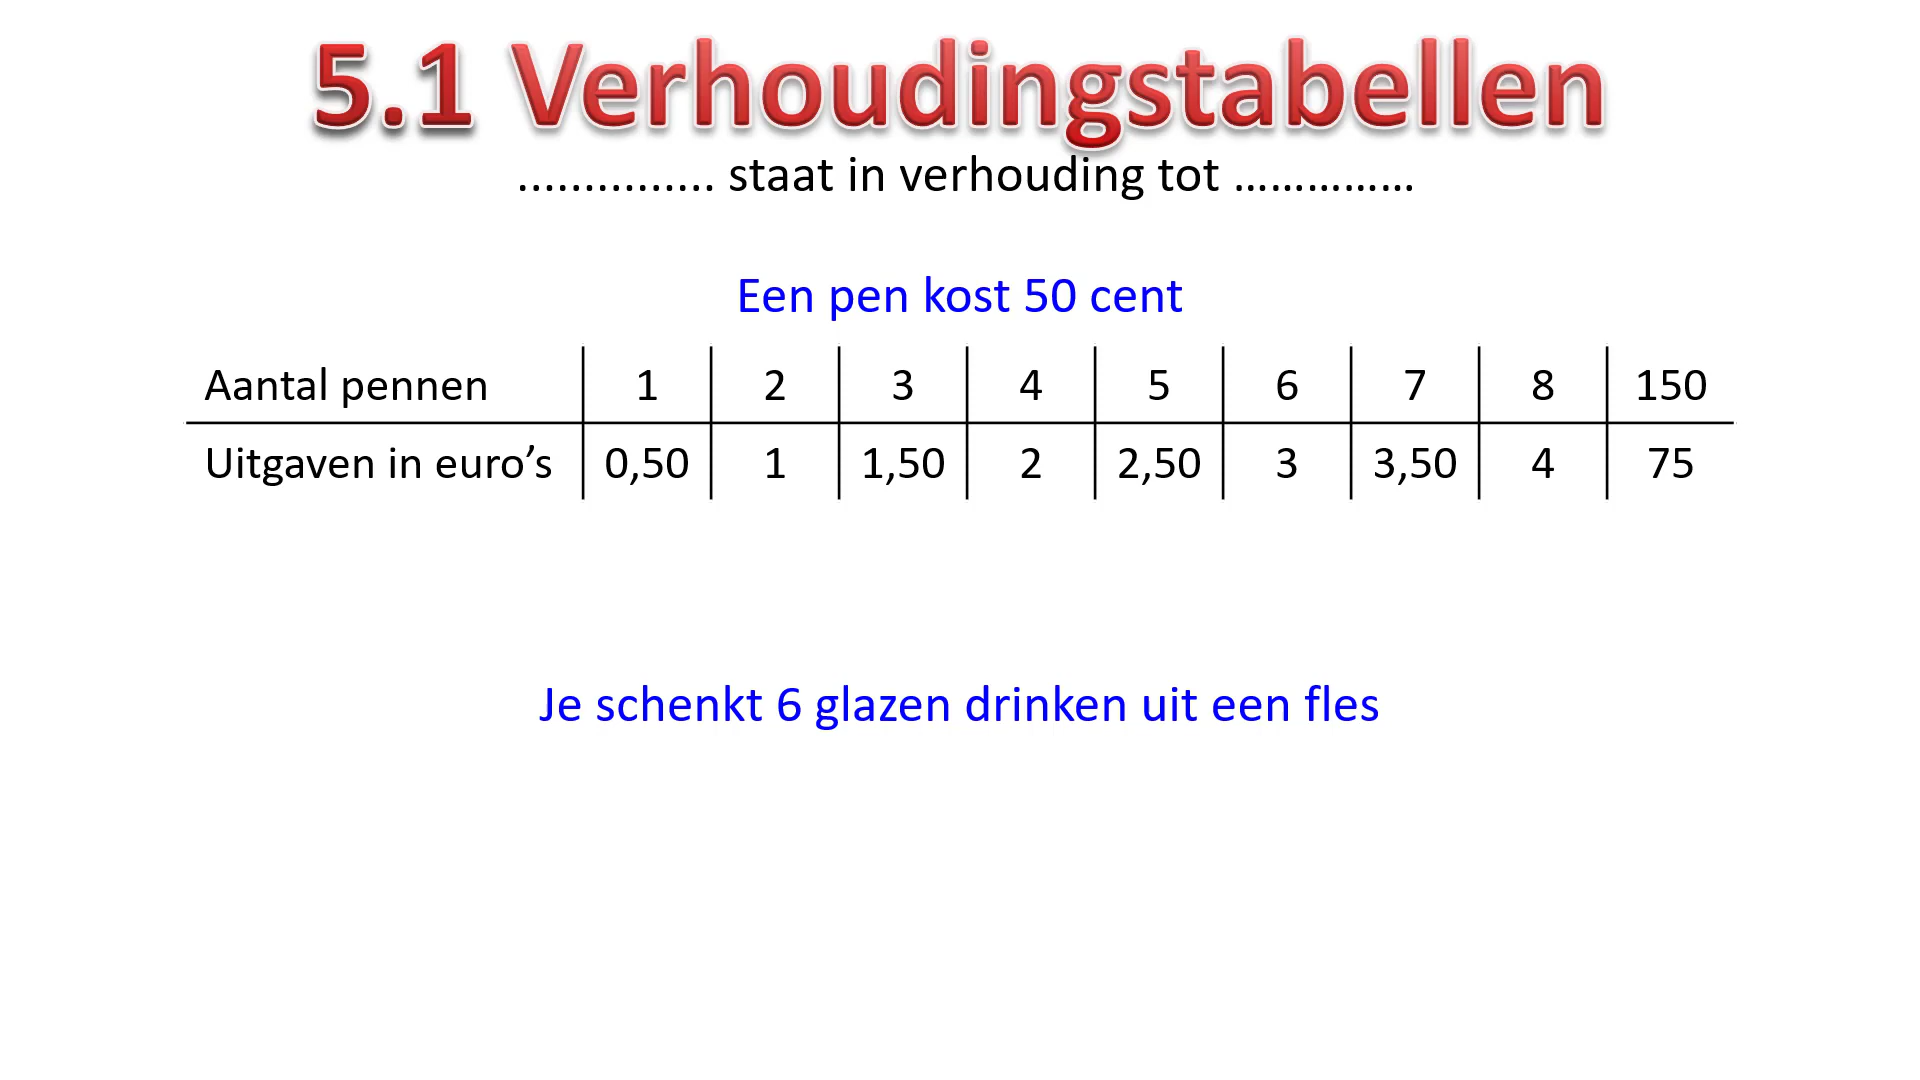 5.1 Verhoudingstabellen
............... staat in verhouding tot ……………
Een pen kost 50 cent
Aantal pennen 1 2 3 4 5 6 7 8 150
Uitgaven in euro’s 0,50 1 1,50 2 2,50 3 3,50 4 75
Je schenkt 6 glazen drinken uit een fles